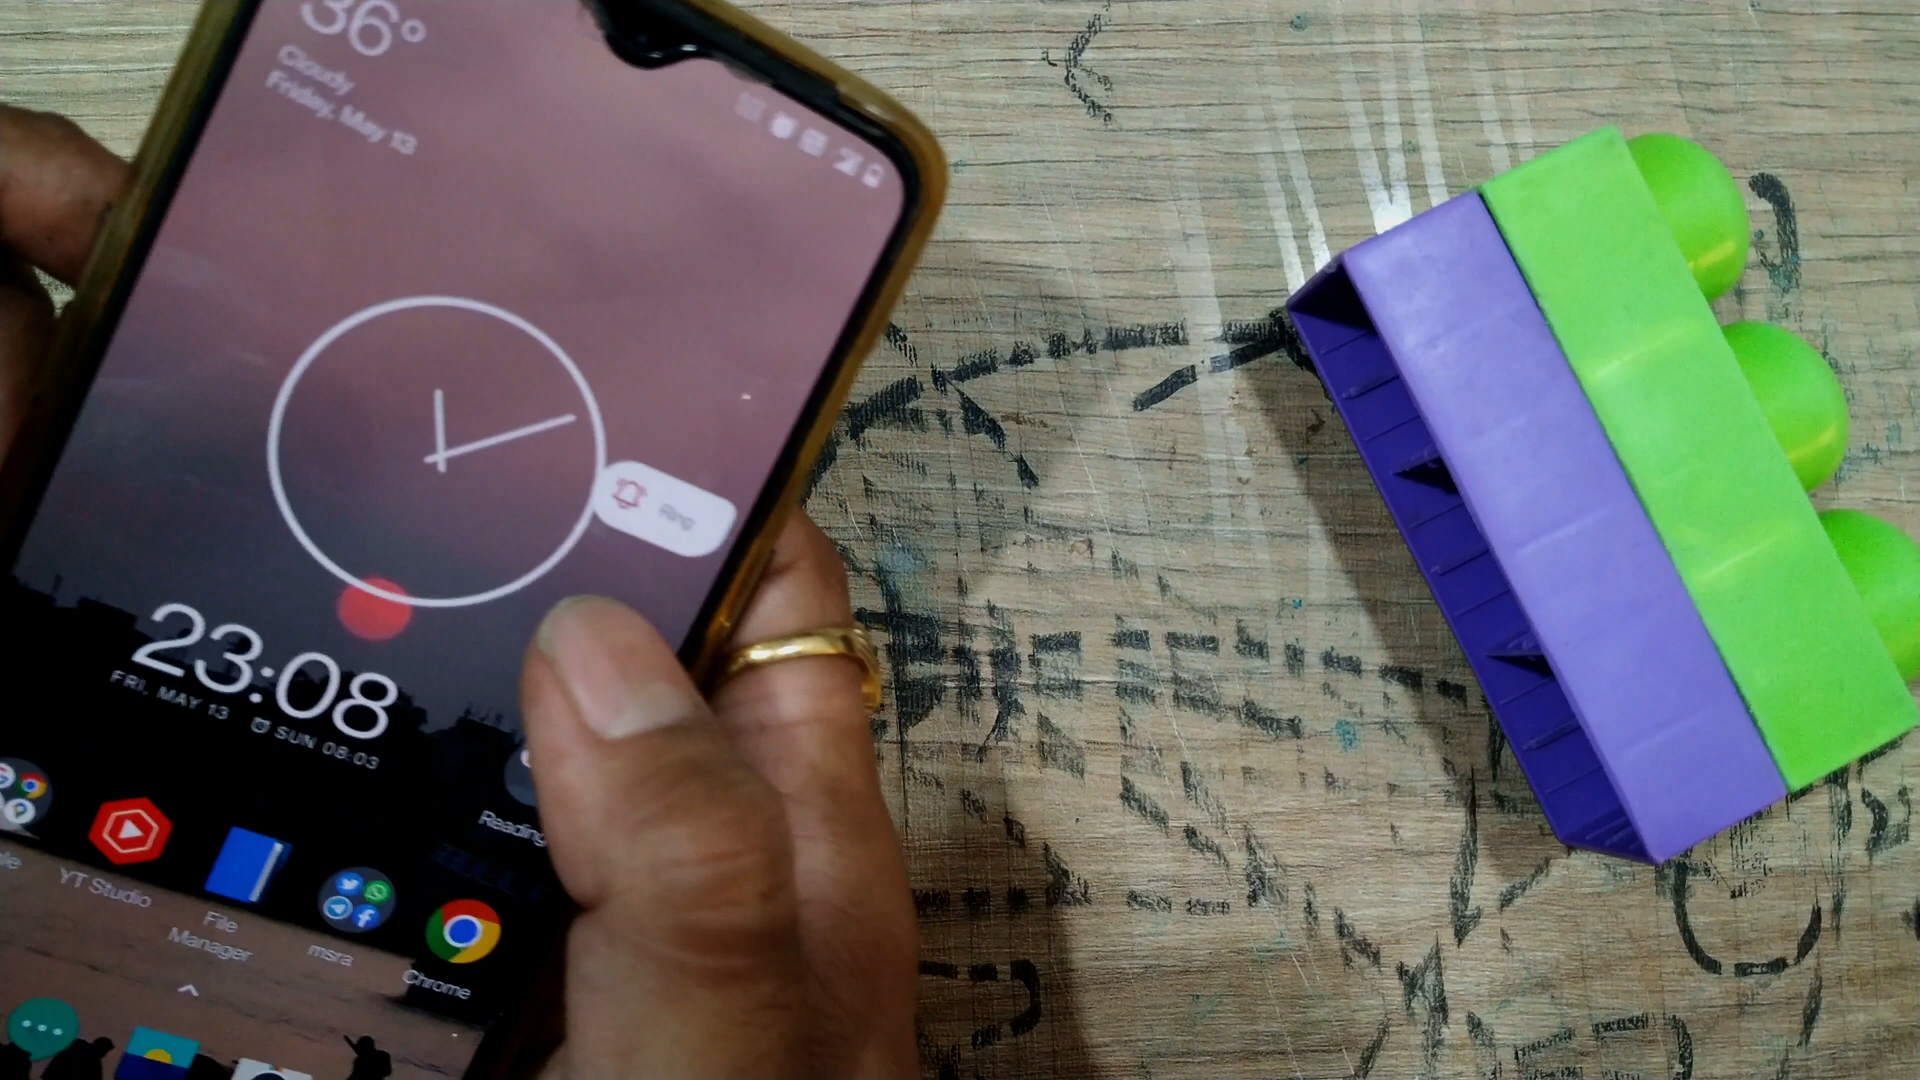 36°
Cloudy
Friday, May 13
Ring
23:08
FRI, MAY 13 SUN 08:03
Reading
YT Studio
File
Manager
msra
Chrome